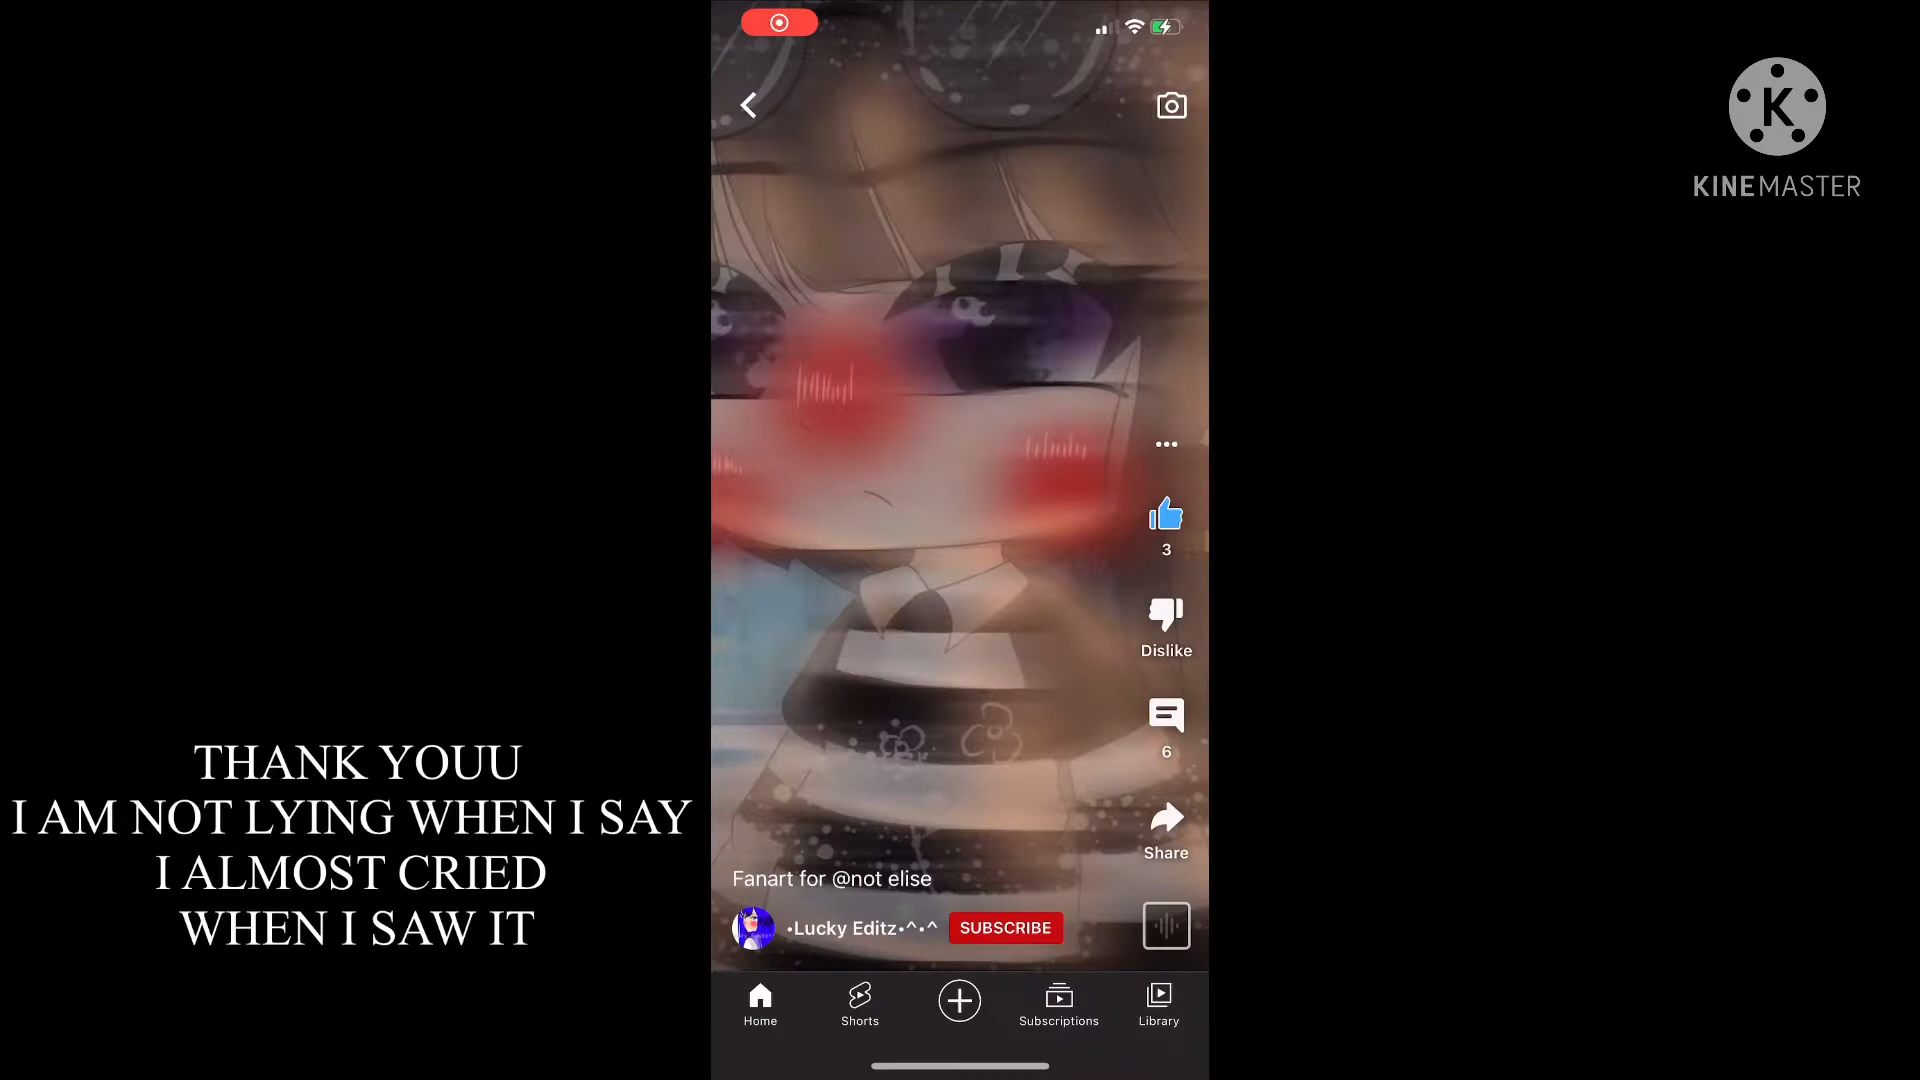 KINEMASTER
THANK YOUU
I AM NOT LYING WHEN I SAY
I ALMOST CRIED
WHEN I SAW IT
3
Dislike
6
Share
Fanart for @not elise
•Lucky Editz•^•^
SUBSCRIBE
Home
Shorts
Subscriptions
Library